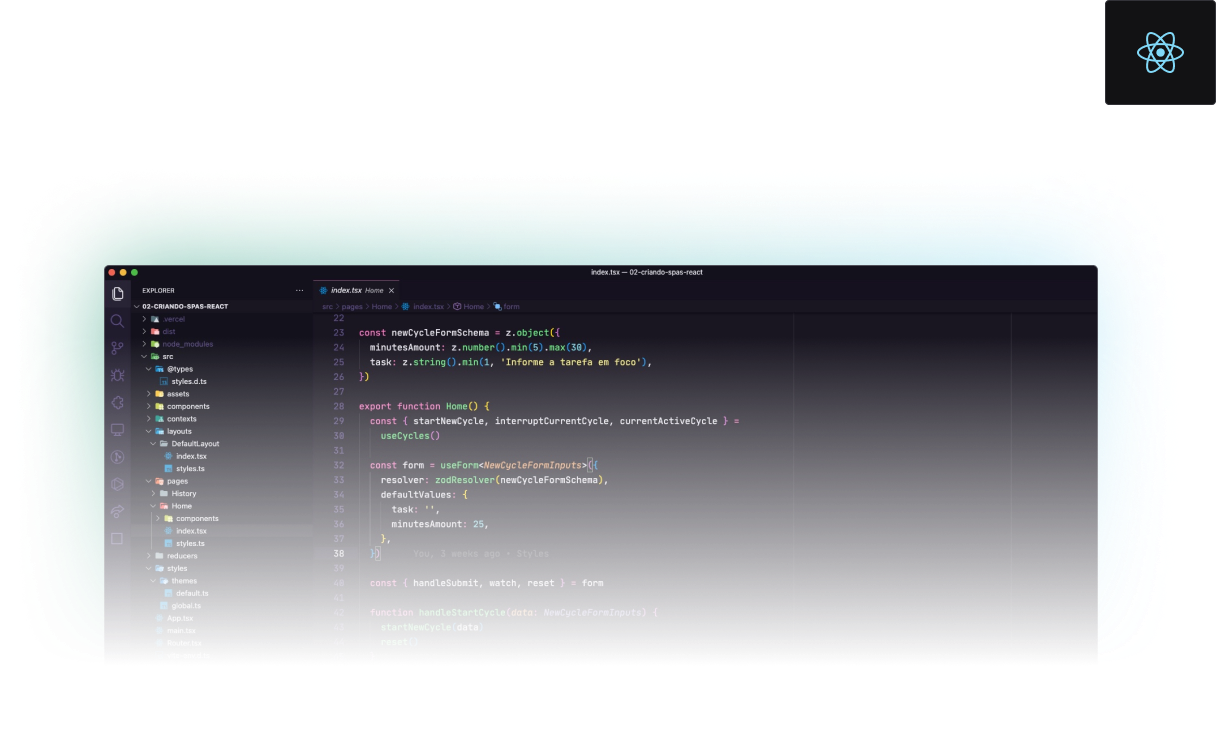 index.tsx — 02-criando-spas-react
EXPLORER
02-CRIANDO-SPAS-REACT
.vercel
dist
node_modules
src
@types
styles.d.ts
assets
components
contexts
layouts
DefaultLayout
index.tsx
styles.ts
pages
History
Home
components
index.tsx
styles.ts
reducers
styles
themes
default.ts
global.ts
App.tsx
main.tsx
Router.tsx
index.tsx Home
src > pages > Home > index.tsx > Home > form
22
23 const newCycleFormSchema = z.object({
24 minutesAmount: z.number().min(5).max(30),
25 task: z.string().min(1, 'Informe a tarefa em foco'),
26 })
27
28 export function Home() {
29 const { startNewCycle, interruptCurrentCycle, currentActiveCycle } =
30 useCycles()
31
32 const form = useForm<NewCycleFormInputs>({
33 resolver: zodResolver(newCycleFormSchema),
34 defaultValues: {
35 task: '',
36 minutesAmount: 25,
37 },
38 }) You, 3 weeks ago • Styles
39
40 const { handleSubmit, watch, reset } = form
41
42 function handleStartCycle(data: NewCycleFormInputs) {
43 startNewCycle(data)
44 reset()